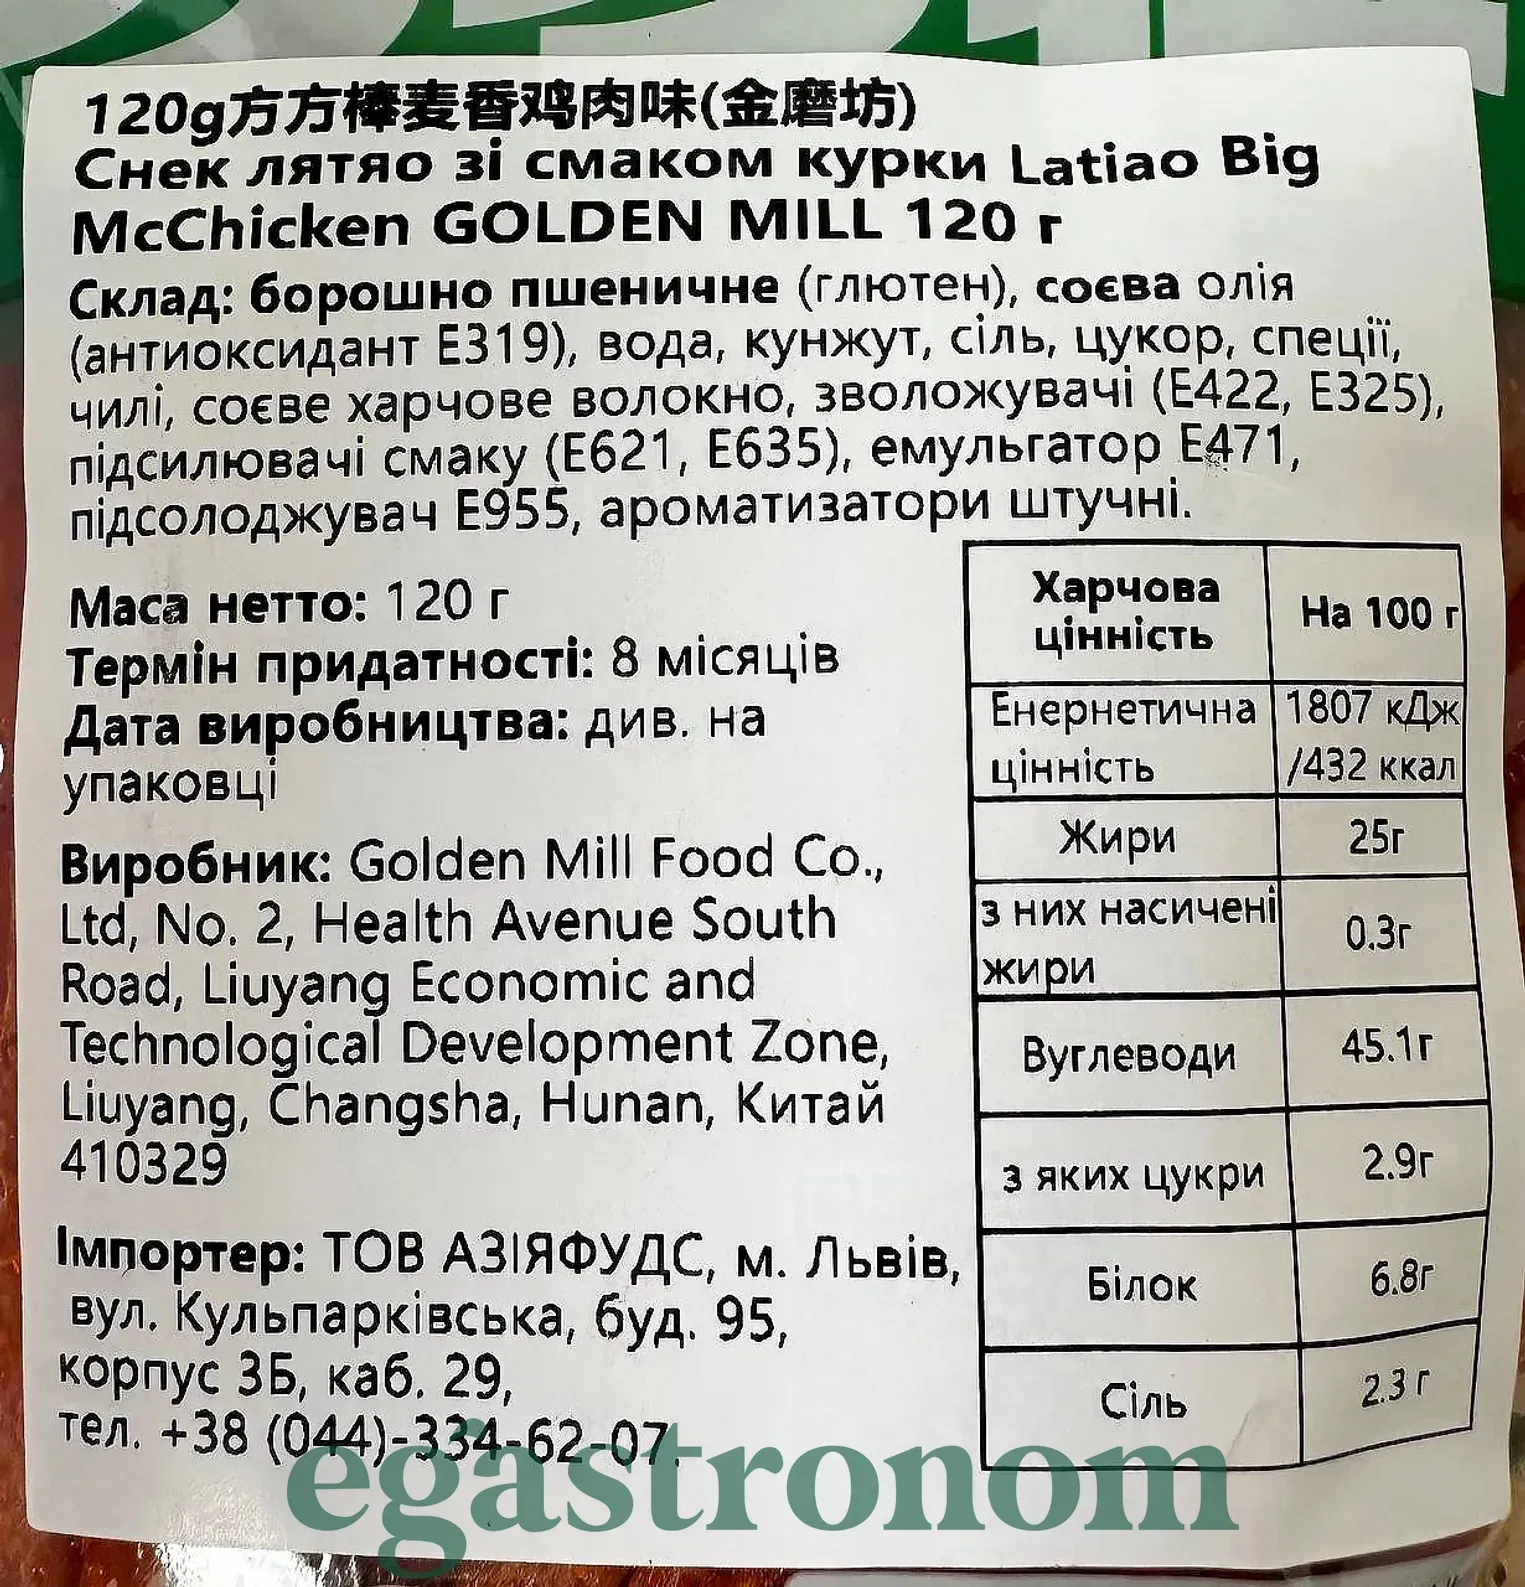 120g方方棒麦香鸡肉味(金磨坊)
Снек лятяо зі смаком курки Latiao Big
McChicken GOLDEN MILL 120 г
Склад: борошно пшеничне (глютен), соєва олія
(антиоксидант Е319), вода, кунжут, сіль, цукор, спеції,
чилі, соєве харчове волокно, зволожувачі (Е422, Е325),
підсилювачі смаку (Е621, Е635), емульгатор Е471,
підсолоджувач Е955, ароматизатори штучні.
Маса нетто: 120 г
Термін придатності: 8 місяців
Дата виробництва: див. на
упаковці
Виробник: Golden Mill Food Co.,
Ltd, No. 2, Health Avenue South
Road, Liuyang Economic and
Technological Development Zone,
Liuyang, Changsha, Hunan, Китай
410329
Імпортер: ТОВ АЗІЯФУДС, м. Львів,
вул. Кульпарківська, буд. 95,
корпус 3Б, каб. 29,
тел. +38 (044)-334-62-07.
Харчова цінність На 100 г
Енернетична 1807 кДж
цінність /432 ккал
Жири 25г
з них насичені жири 0.3г
Вуглеводи 45.1г
з яких цукри 2.9г
Білок 6.8г
Сіль 2.3 г
egastronom